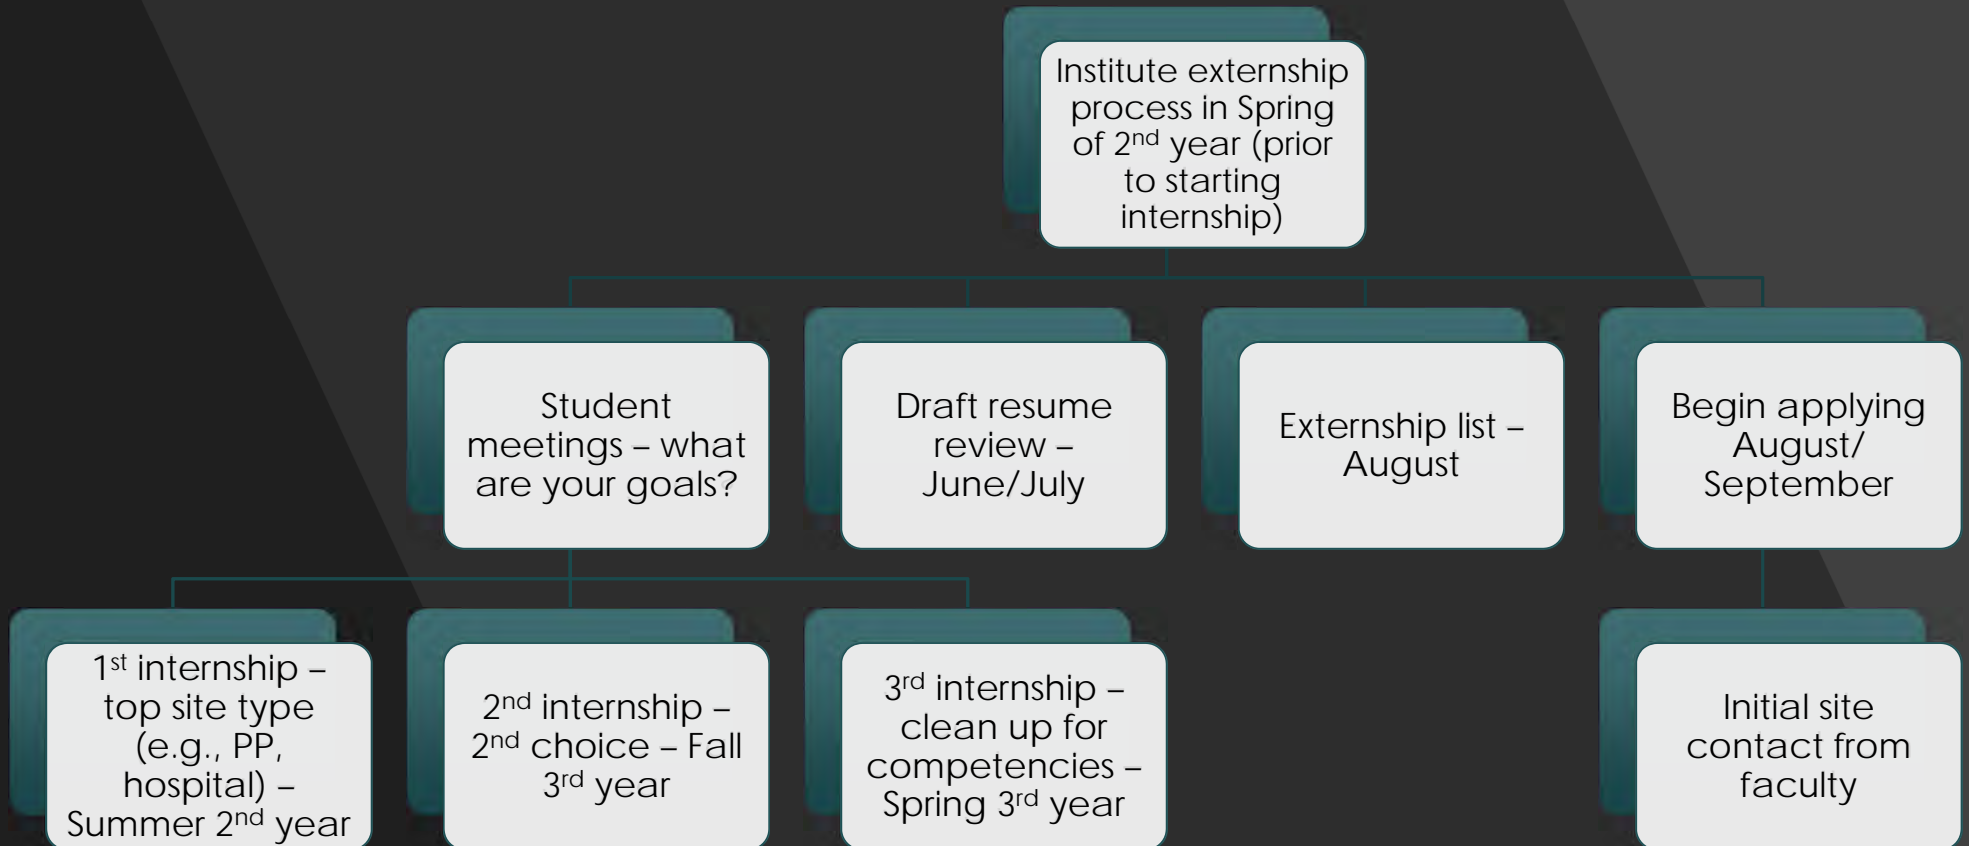 Institute externship
process in Spring
of 2nd year (prior
to starting
internship)
Student
meetings – what
are your goals?
Draft resume
review –
June/July
Externship list –
August
Begin applying
August/
September
1st internship –
top site type
(e.g., PP,
hospital) –
Summer 2nd year
2nd internship –
2nd choice – Fall
3rd year
3rd internship –
clean up for
competencies –
Spring 3rd year
Initial site
contact from
faculty